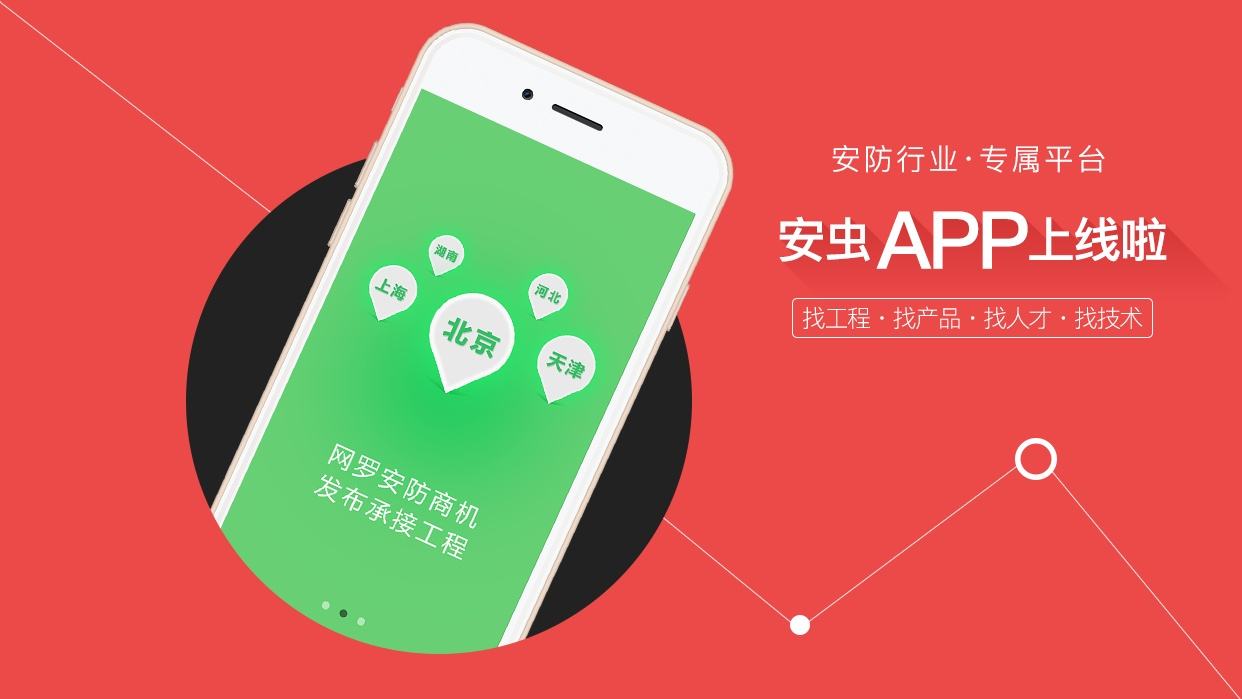 安防行业·专属平台
安虫APP上线啦
找工程·找产品·找人才·找技术
湖南
上海
河北
北京
天津
网罗安防商机
发布承接工程